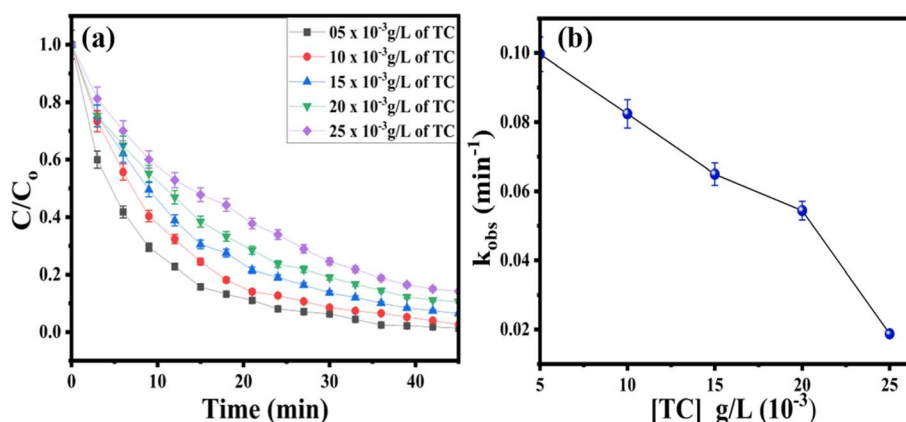 (a)
05 x 10⁻³g/L of TC
10 x 10⁻³g/L of TC
15 x 10⁻³g/L of TC
20 x 10⁻³g/L of TC
25 x 10⁻³g/L of TC
C/Cₒ
1.0
0.8
0.6
0.4
0.2
0.0
0 10 20 30 40
Time (min)
(b)
k_obs (min⁻¹)
0.10
0.08
0.06
0.04
0.02
5 10 15 20 25
[TC] g/L (10⁻³)